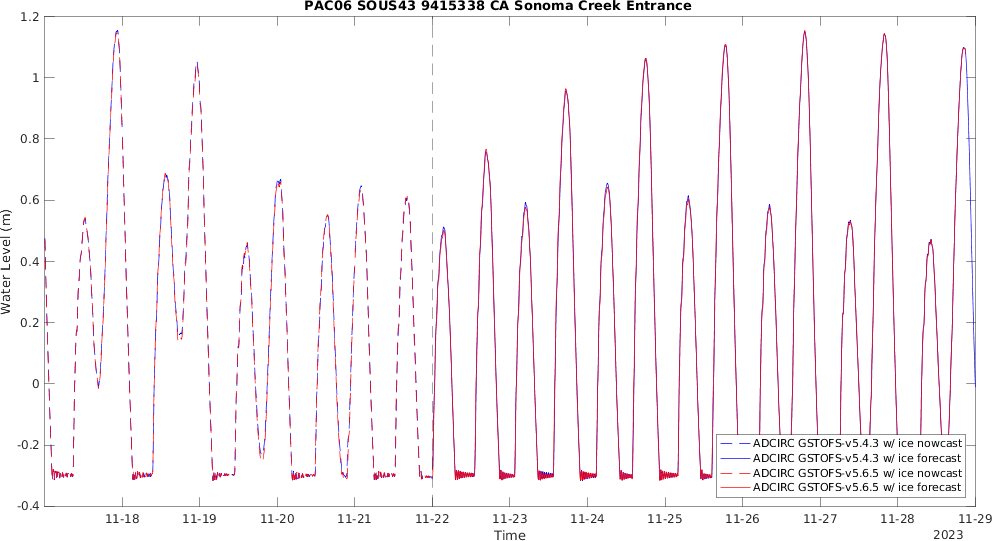 PAC06 SOUS43 9415338 CA Sonoma Creek Entrance
Water Level (m)
1.2
1
0.8
0.6
0.4
0.2
0
-0.2
-0.4
ADCIRC GSTOFS-v5.4.3 w/ ice nowcast
ADCIRC GSTOFS-v5.4.3 w/ ice forecast
ADCIRC GSTOFS-v5.6.5 w/ ice nowcast
ADCIRC GSTOFS-v5.6.5 w/ ice forecast
11-18 11-19 11-20 11-21 11-22 11-23 11-24 11-25 11-26 11-27 11-28 11-29
Time
2023